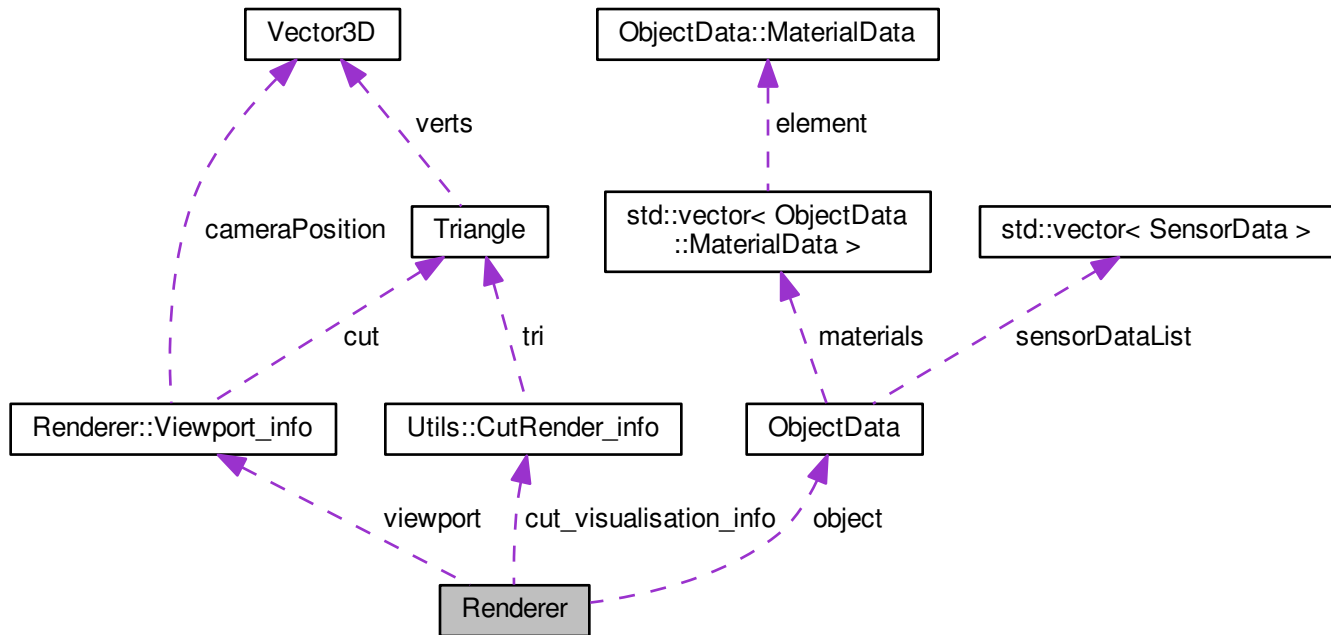 Vector3D
ObjectData::MaterialData
verts
element
cameraPosition
Triangle
std::vector< ObjectData
::MaterialData >
std::vector< SensorData >
cut
tri
materials
sensorDataList
Renderer::Viewport_info
Utils::CutRender_info
ObjectData
viewport
cut_visualisation_info
object
Renderer